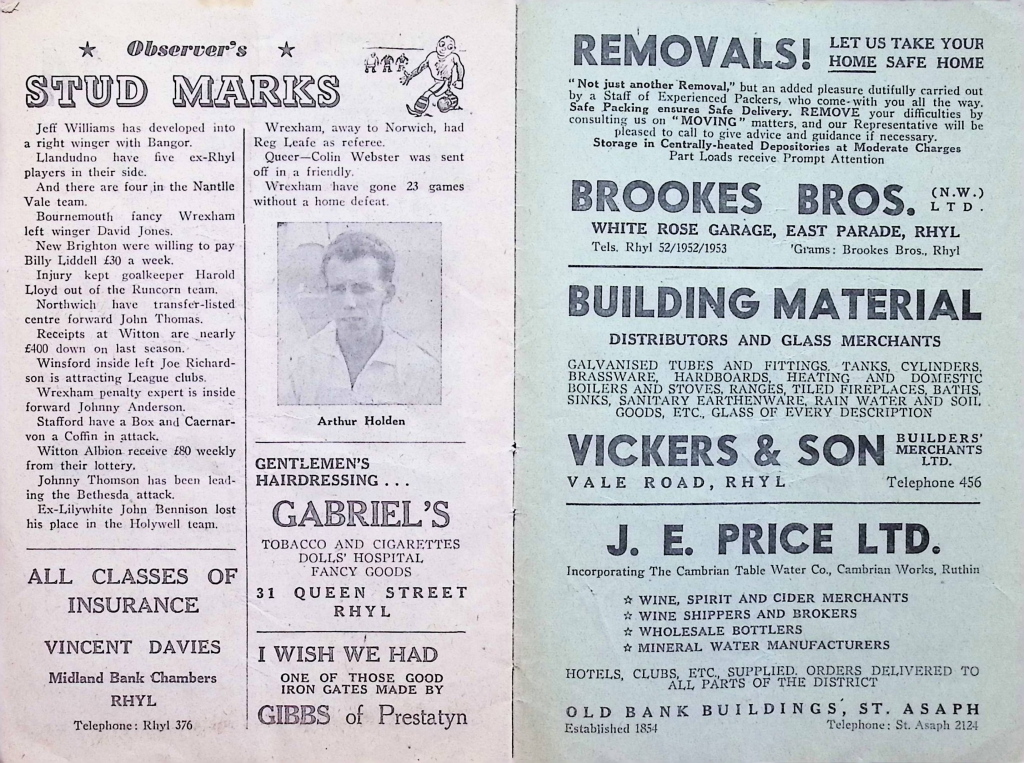 ★ Observer's ★
STUD MARKS
Jeff Williams has developed into
a right winger with Bangor.
Llandudno have five ex-Rhyl
players in their side.
And there are four in the Nantlle
Vale team.
Bournemouth fancy Wrexham
left winger David Jones.
New Brighton were willing to pay
Billy Liddell £30 a week.
Injury kept goalkeeper Harold
Lloyd out of the Runcorn team.
Northwich have transfer-listed
centre forward John Thomas.
Receipts at Witton are nearly
£400 down on last season.
Winsford inside left Joe Richard-
son is attracting League clubs.
Wrexham penalty expert is inside
forward Johnny Anderson.
Stafford have a Box and Caernar-
von a Coffin in attack.
Witton Albion receive £80 weekly
from their lottery.
Johnny Thomson has been lead-
ing the Bethesda attack.
Ex-Lilywhite John Bennison lost
his place in the Holywell team.
ALL CLASSES OF
INSURANCE
VINCENT DAVIES
Midland Bank Chambers
RHYL
Telephone: Rhyl 376
Wrexham, away to Norwich, had
Reg Leafe as referee.
Queer—Colin Webster was sent
off in a friendly.
Wrexham have gone 23 games
without a home defeat.
Arthur Holden
GENTLEMEN'S
HAIRDRESSING . . .
GABRIEL'S
TOBACCO AND CIGARETTES
DOLLS' HOSPITAL
FANCY GOODS
31 QUEEN STREET
RHYL
I WISH WE HAD
ONE OF THOSE GOOD
IRON GATES MADE BY
GIBBS of Prestatyn
REMOVALS! LET US TAKE YOUR
HOME SAFE HOME
"Not just another Removal," but an added pleasure dutifully carried out
by a Staff of Experienced Packers, who come with you all the way.
Safe Packing ensures Safe Delivery. REMOVE your difficulties by
consulting us on "MOVING" matters, and our Representative will be
pleased to call to give advice and guidance if necessary.
Storage in Centrally-heated Depositories at Moderate Charges
Part Loads receive Prompt Attention
BROOKES BROS. (N.W.)
LTD.
WHITE ROSE GARAGE, EAST PARADE, RHYL
Tels. Rhyl 52/1952/1953 'Grams: Brookes Bros., Rhyl
BUILDING MATERIAL
DISTRIBUTORS AND GLASS MERCHANTS
GALVANISED TUBES AND FITTINGS, TANKS, CYLINDERS,
BRASSWARE, HARDBOARDS, HEATING AND DOMESTIC
BOILERS AND STOVES, RANGES, TILED FIREPLACES, BATHS,
SINKS, SANITARY EARTHENWARE, RAIN WATER AND SOIL
GOODS, ETC., GLASS OF EVERY DESCRIPTION
VICKERS & SON BUILDERS'
MERCHANTS
LTD.
VALE ROAD, RHYL Telephone 456
J. E. PRICE LTD.
Incorporating The Cambrian Table Water Co., Cambrian Works, Ruthin
☆ WINE, SPIRIT AND CIDER MERCHANTS
☆ WINE SHIPPERS AND BROKERS
☆ WHOLESALE BOTTLERS
☆ MINERAL WATER MANUFACTURERS
HOTELS, CLUBS, ETC., SUPPLIED. ORDERS DELIVERED TO
ALL PARTS OF THE DISTRICT
OLD BANK BUILDINGS, ST. ASAPH
Established 1854 Telephone: St. Asaph 2124